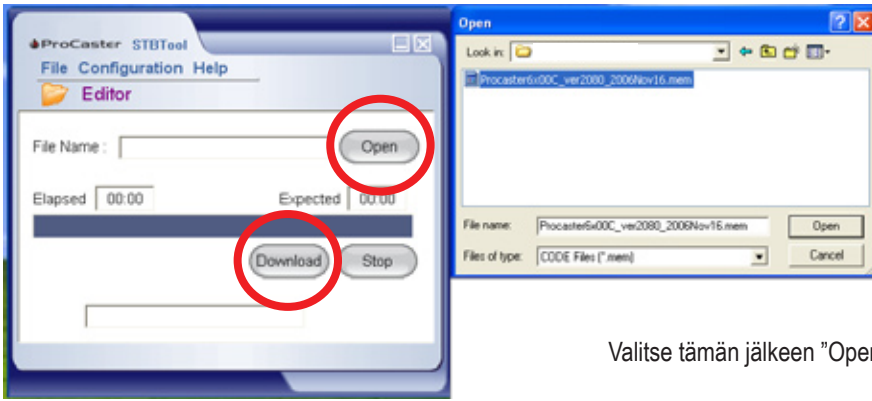 ProCaster STBTool
File Configuration Help
Editor
File Name :
Open
Elapsed 00:00
Expected 00:00
Download
Stop
Open
Look in:
Procaster6x00C_ver2080_2006Nov16.mem
File name: Procaster6x00C_ver2080_2006Nov16.mem
Open
Files of type: CODE Files (*.mem)
Cancel
Valitse tämän jälkeen ”Open